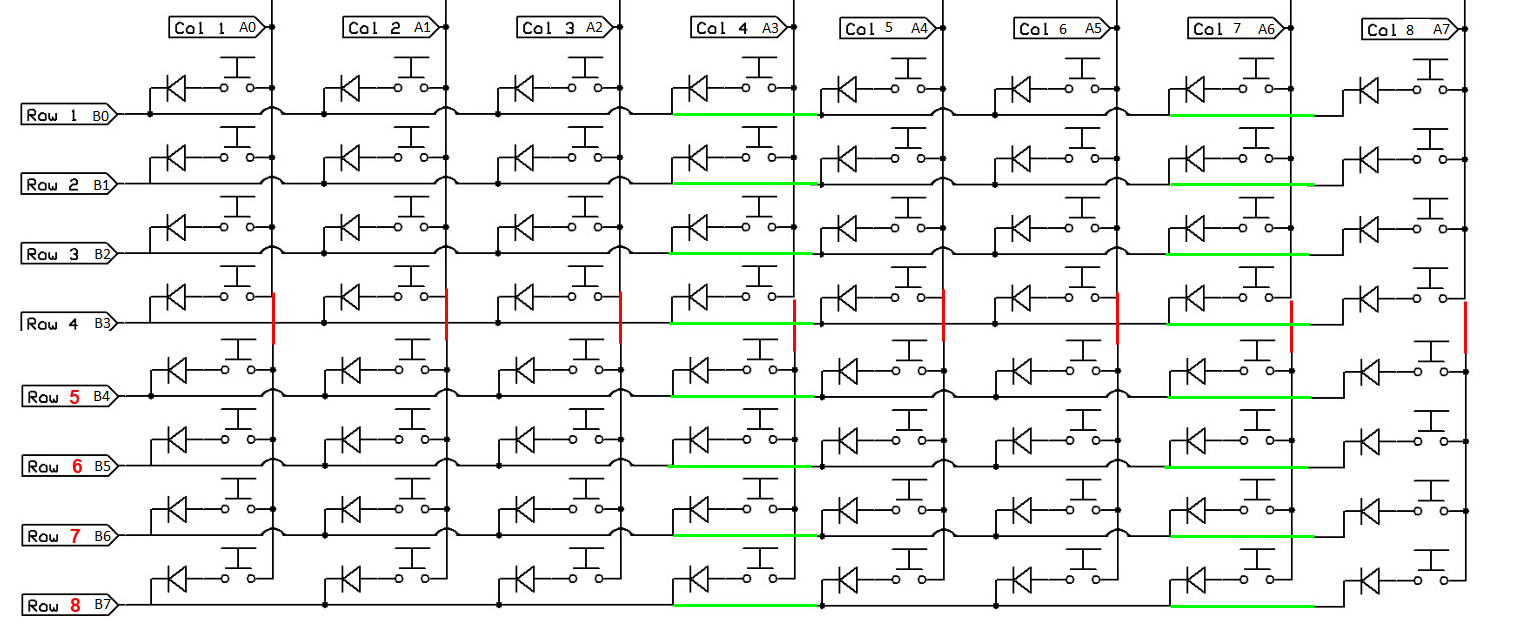 Col 1 A0
Col 2 A1
Col 3 A2
Col 4 A3
Col 5 A4
Col 6 A5
Col 7 A6
Col 8 A7
Row 1 B0
Row 2 B1
Row 3 B2
Row 4 B3
Row 5 B4
Row 6 B5
Row 7 B6
Row 8 B7